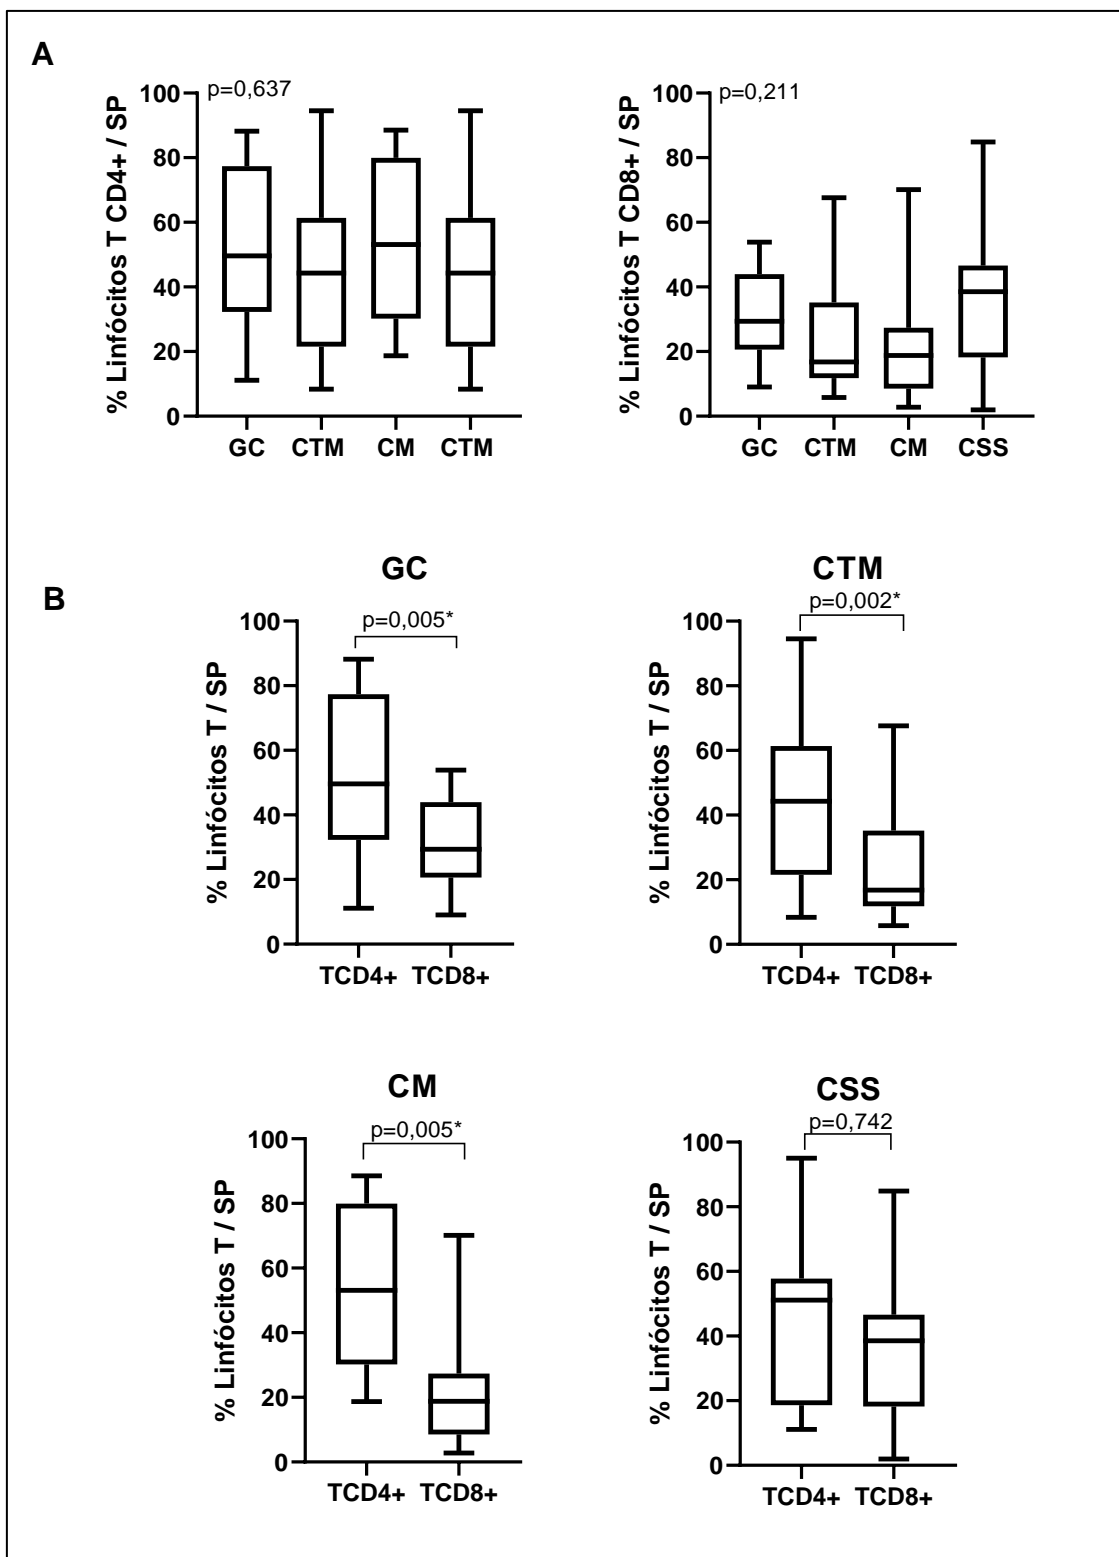 A
% Linfócitos T CD4+ / SP
p=0,637
100
80
60
40
20
0
GC CTM CM CTM
% Linfócitos T CD8+ / SP
p=0,211
100
80
60
40
20
0
GC CTM CM CSS
B
GC
p=0,005*
% Linfócitos T / SP
100
80
60
40
20
0
TCD4+ TCD8+
CTM
p=0,002*
% Linfócitos T / SP
100
80
60
40
20
0
TCD4+ TCD8+
CM
p=0,005*
% Linfócitos T / SP
100
80
60
40
20
0
TCD4+ TCD8+
CSS
p=0,742
% Linfócitos T / SP
100
80
60
40
20
0
TCD4+ TCD8+